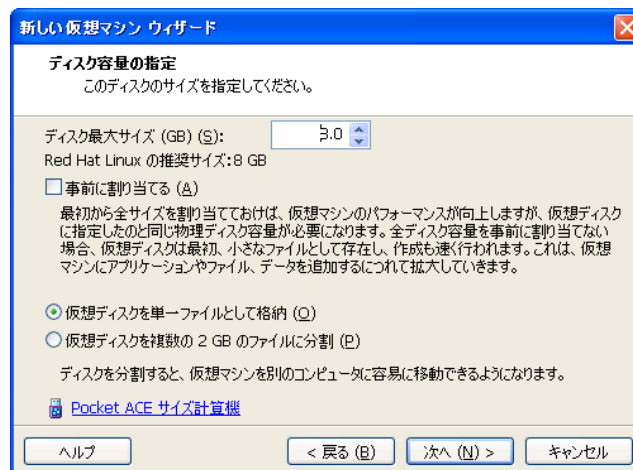 新しい仮想マシン ウィザード
ディスク容量の指定
このディスクのサイズを指定してください。
ディスク最大サイズ (GB) (S):
Red Hat Linux の推奨サイズ:8 GB
事前に割り当てる (A)
最初から全サイズを割り当てておけば、仮想マシンのパフォーマンスが向上しますが、仮想ディスク
に指定したのと同じ物理ディスク容量が必要になります。全ディスク容量を事前に割り当てない
場合、仮想ディスクは最初、小さなファイルとして存在し、作成も速く行われます。これは、仮想
マシンにアプリケーションやファイル、データを追加するにつれて拡大していきます。
仮想ディスクを単一ファイルとして格納 (O)
仮想ディスクを複数の 2 GB のファイルに分割 (P)
ディスクを分割すると、仮想マシンを別のコンピュータに容易に移動できるようになります。
Pocket ACE サイズ計算機
ヘルプ
< 戻る (B)
次へ (N) >
キャンセル